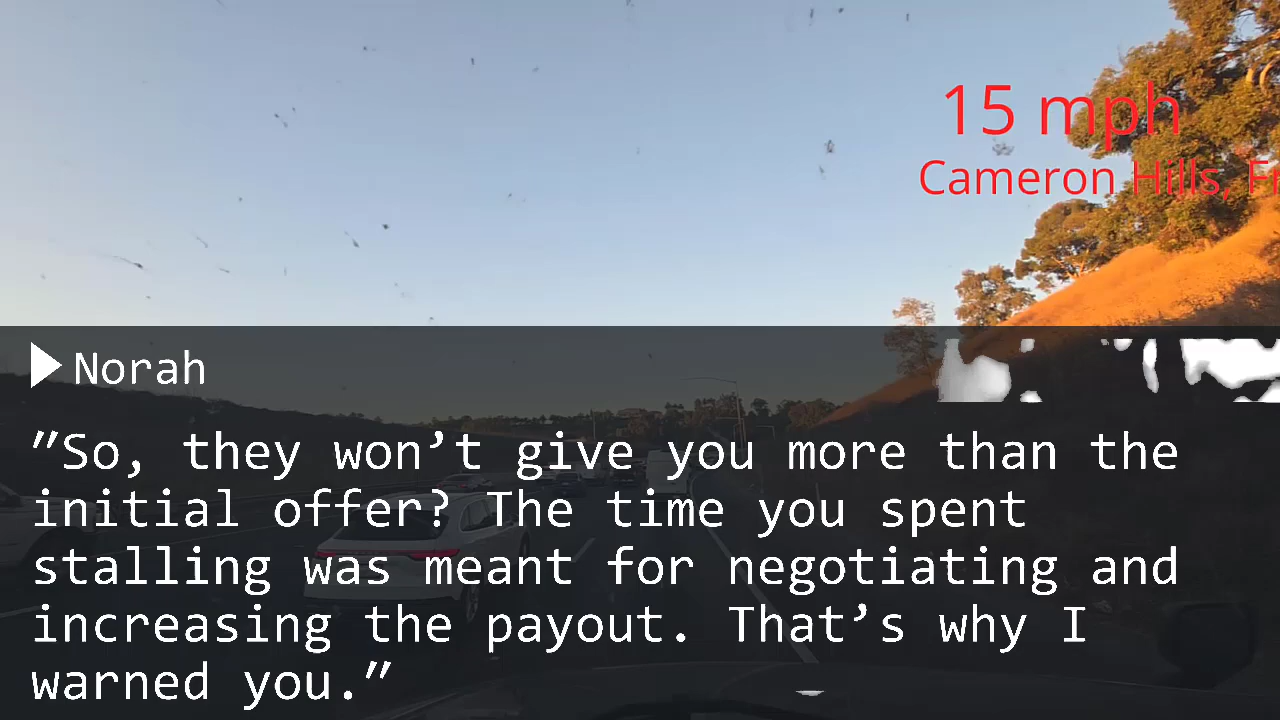 15 mph
Cameron Hills, Fr
Norah
"So, they won't give you more than the
initial offer? The time you spent
stalling was meant for negotiating and
increasing the payout. That's why I
warned you."